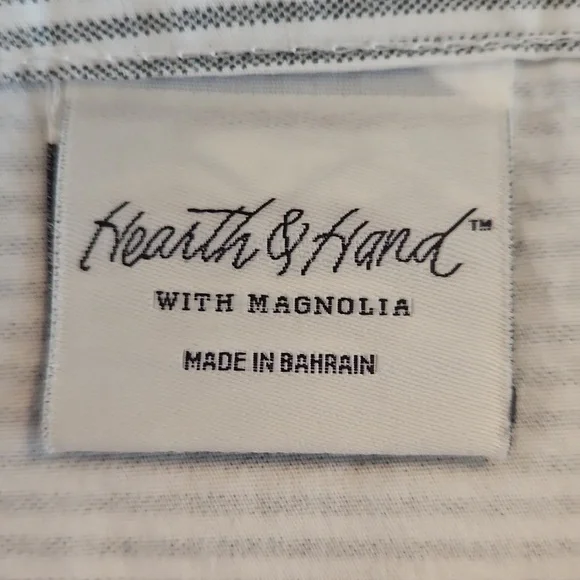 Hearth & Hand™
WITH MAGNOLIA
MADE IN BAHRAIN